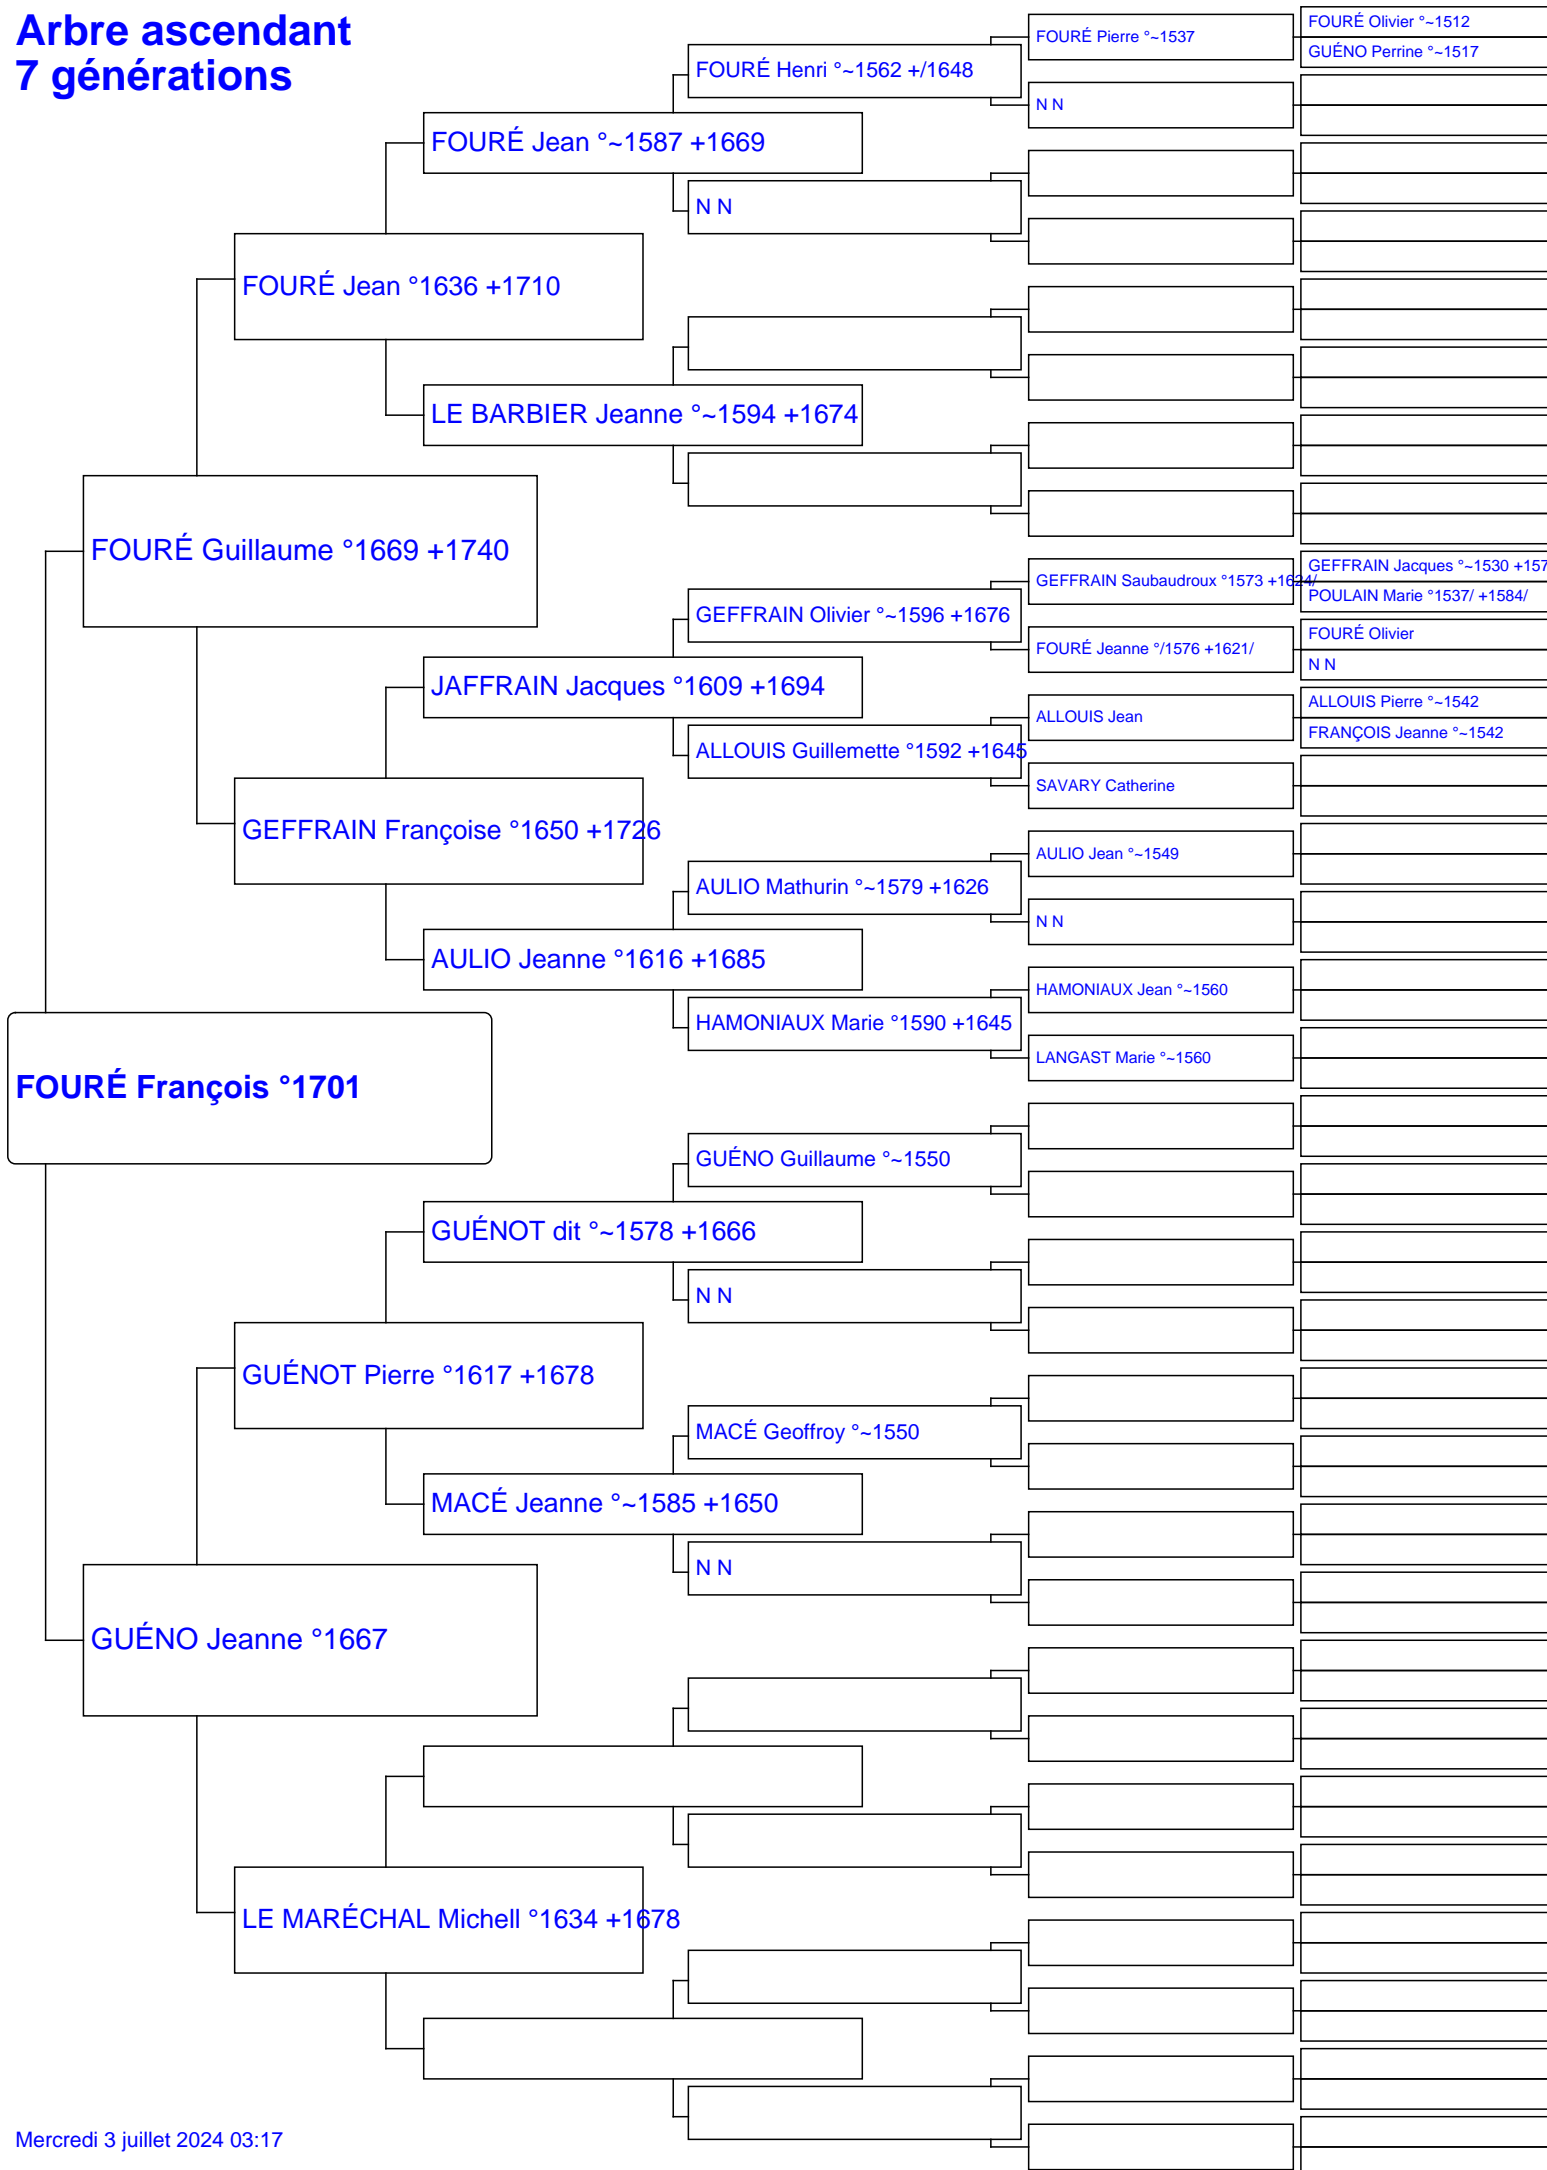 Arbre ascendant
7 générations
FOURÉ François °1701
FOURÉ Guillaume °1669 +1740
GUÉNO Jeanne °1667
FOURÉ Jean °1636 +1710
GEFFRAIN Françoise °1650 +1726
GUÉNOT Pierre °1617 +1678
LE MARÉCHAL Michell °1634 +1678
FOURÉ Jean °~1587 +1669
LE BARBIER Jeanne °~1594 +1674
JAFFRAIN Jacques °1609 +1694
AULIO Jeanne °1616 +1685
GUÉNOT dit °~1578 +1666
MACÉ Jeanne °~1585 +1650
FOURÉ Henri °~1562 +/1648
N N
GEFFRAIN Olivier °~1596 +1676
ALLOUIS Guillemette °1592 +1645
AULIO Mathurin °~1579 +1626
HAMONIAUX Marie °1590 +1645
GUÉNO Guillaume °~1550
N N
MACÉ Geoffroy °~1550
N N
FOURÉ Pierre °~1537
N N
GEFFRAIN Saubaudroux °1573 +1624/
FOURÉ Jeanne °/1576 +1621/
ALLOUIS Jean
SAVARY Catherine
AULIO Jean °~1549
N N
HAMONIAUX Jean °~1560
LANGAST Marie °~1560
FOURÉ Olivier °~1512
GUÉNO Perrine °~1517
GEFFRAIN Jacques °~1530 +157
POULAIN Marie °1537/ +1584/
FOURÉ Olivier
N N
ALLOUIS Pierre °~1542
FRANÇOIS Jeanne °~1542
Mercredi 3 juillet 2024 03:17